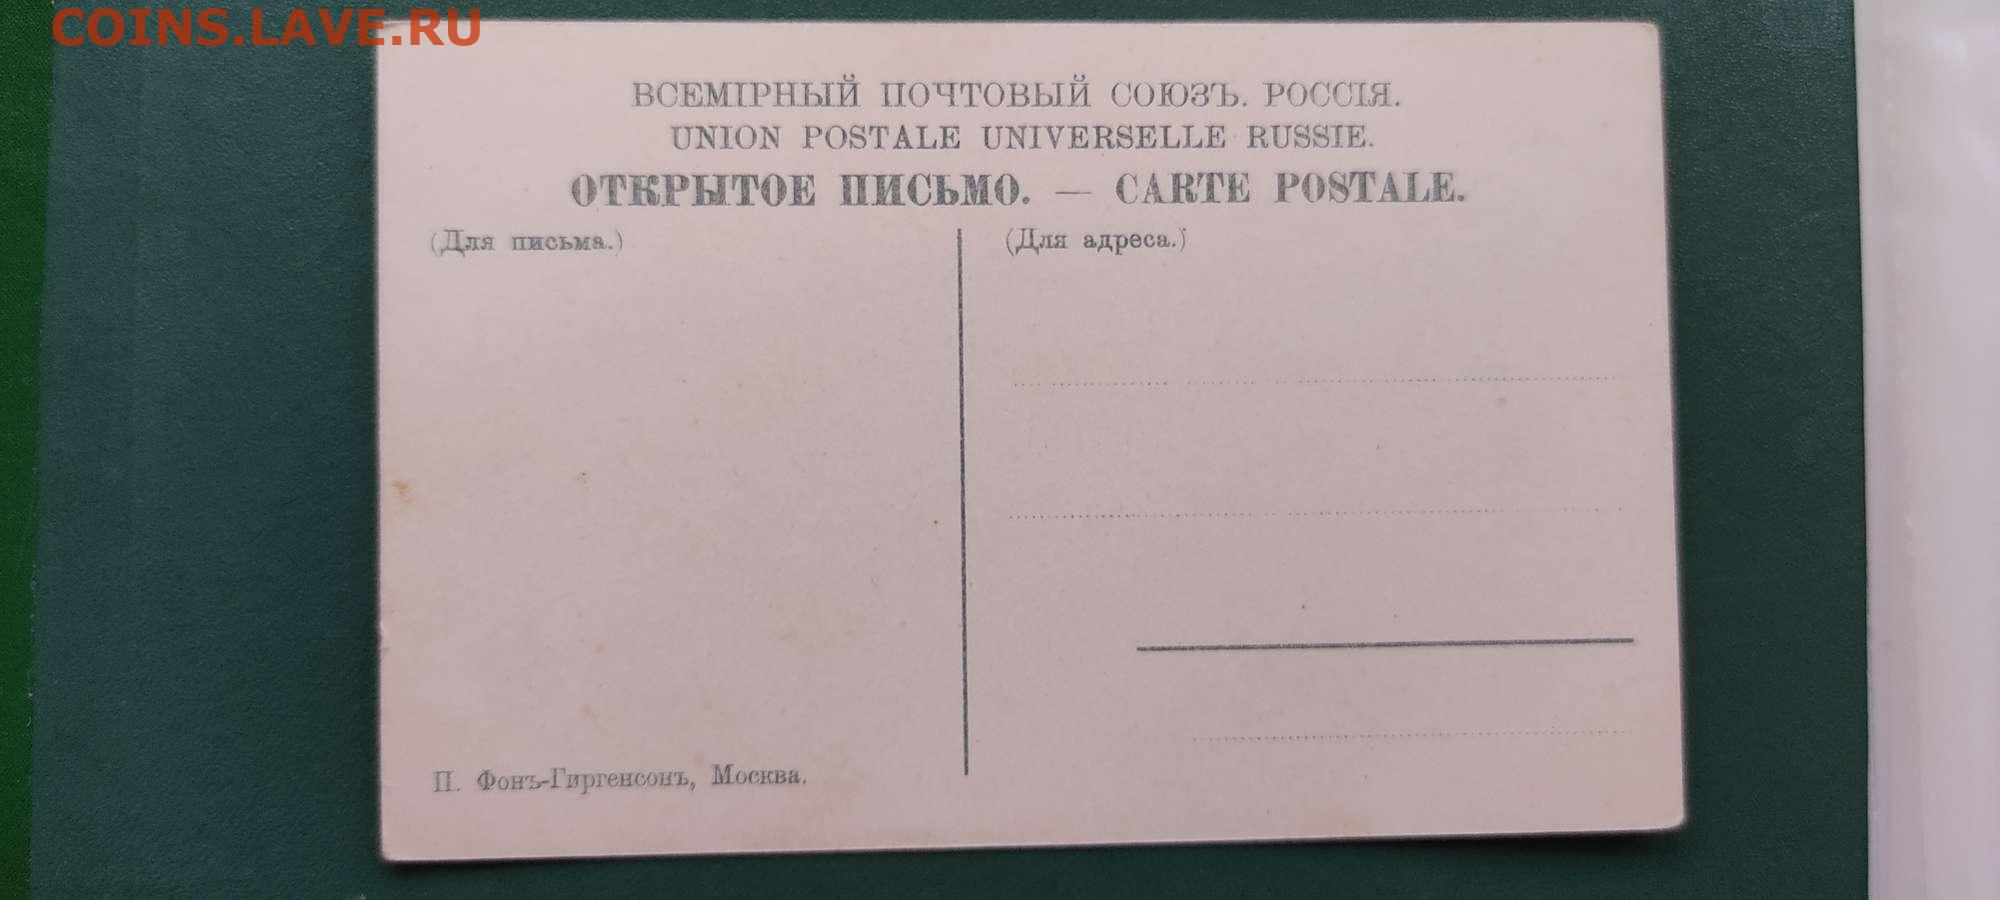 COINS.LAVE.RU
ВСЕМІРНЫЙ ПОЧТОВЫЙ СОЮЗЪ. РОССІЯ.
UNION POSTALE UNIVERSELLE RUSSIE.
ОТКРЫТОЕ ПИСЬМО. — CARTE POSTALE.
(Для письма.)
(Для адреса.)
П. Фонъ-Гиргенсонъ, Москва.